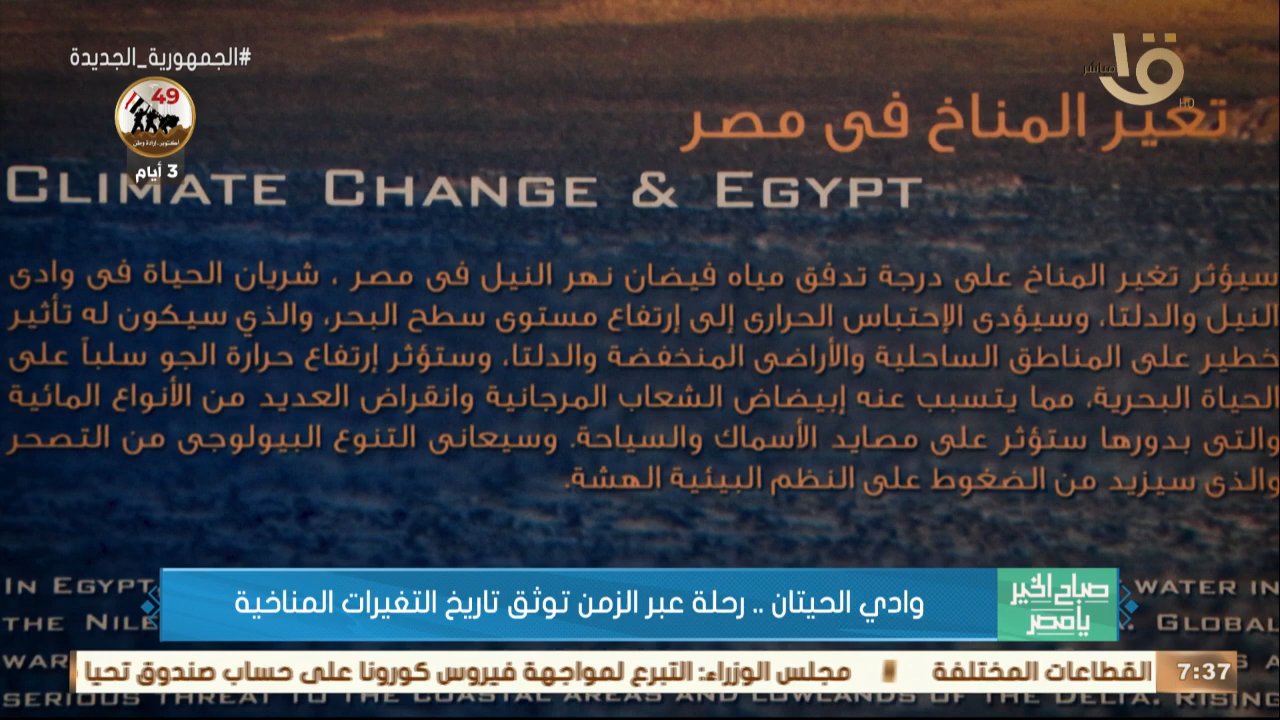 #الجمهورية_الجديدة
مباشر
HD
49
أكتوبر.. إرادة وطن
3 أيام
تغير المناخ فى مصر
CLIMATE CHANGE & EGYPT
سيؤثر تغير المناخ على درجة تدفق مياه فيضان نهر النيل فى مصر ، شريان الحياة فى وادى
النيل والدلتا، وسيؤدى الإحتباس الحرارى إلى إرتفاع مستوى سطح البحر، والذي سيكون له تأثير
خطير على المناطق الساحلية والأراضى المنخفضة والدلتا، وستؤثر إرتفاع حرارة الجو سلباً على
الحياة البحرية، مما يتسبب عنه إبيضاض الشعاب المرجانية وانقراض العديد من الأنواع المائية
والتى بدورها ستؤثر على مصايد الأسماك والسياحة. وسيعانى التنوع البيولوجى من التصحر
والذى سيزيد من الضغوط على النظم البيئية الهشة.
IN EGYPT WATER IN
THE NILE GLOBAL
صباح الخير يا مصر
وادي الحيتان .. رحلة عبر الزمن توثق تاريخ التغيرات المناخية
7:37
القطاعات المختلفة مجلس الوزراء: التبرع لمواجهة فيروس كورونا على حساب صندوق تحيا
SERIOUS THREAT TO THE COASTAL AREAS AND LOWLANDS OF THE DELTA. RISING